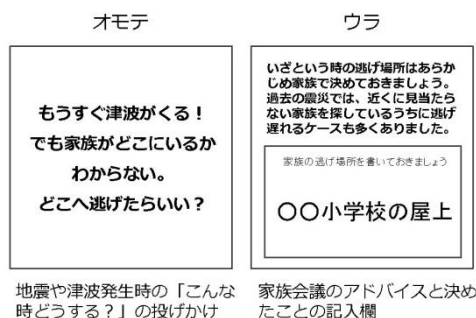 オモテ
もうすぐ津波がくる！
でも家族がどこにいるか
わからない。
どこへ逃げたらいい？
地震や津波発生時の「こんな
時どうする？」の投げかけ
ウラ
いざという時の逃げ場所はあらか
じめ家族で決めておきましょう。
過去の震災では、近くに見当たら
ない家族を探しているうちに逃げ
遅れるケースも多くありました。
家族の逃げ場所を書いておきましょう
〇〇小学校の屋上
家族会議のアドバイスと決め
たことの記入欄